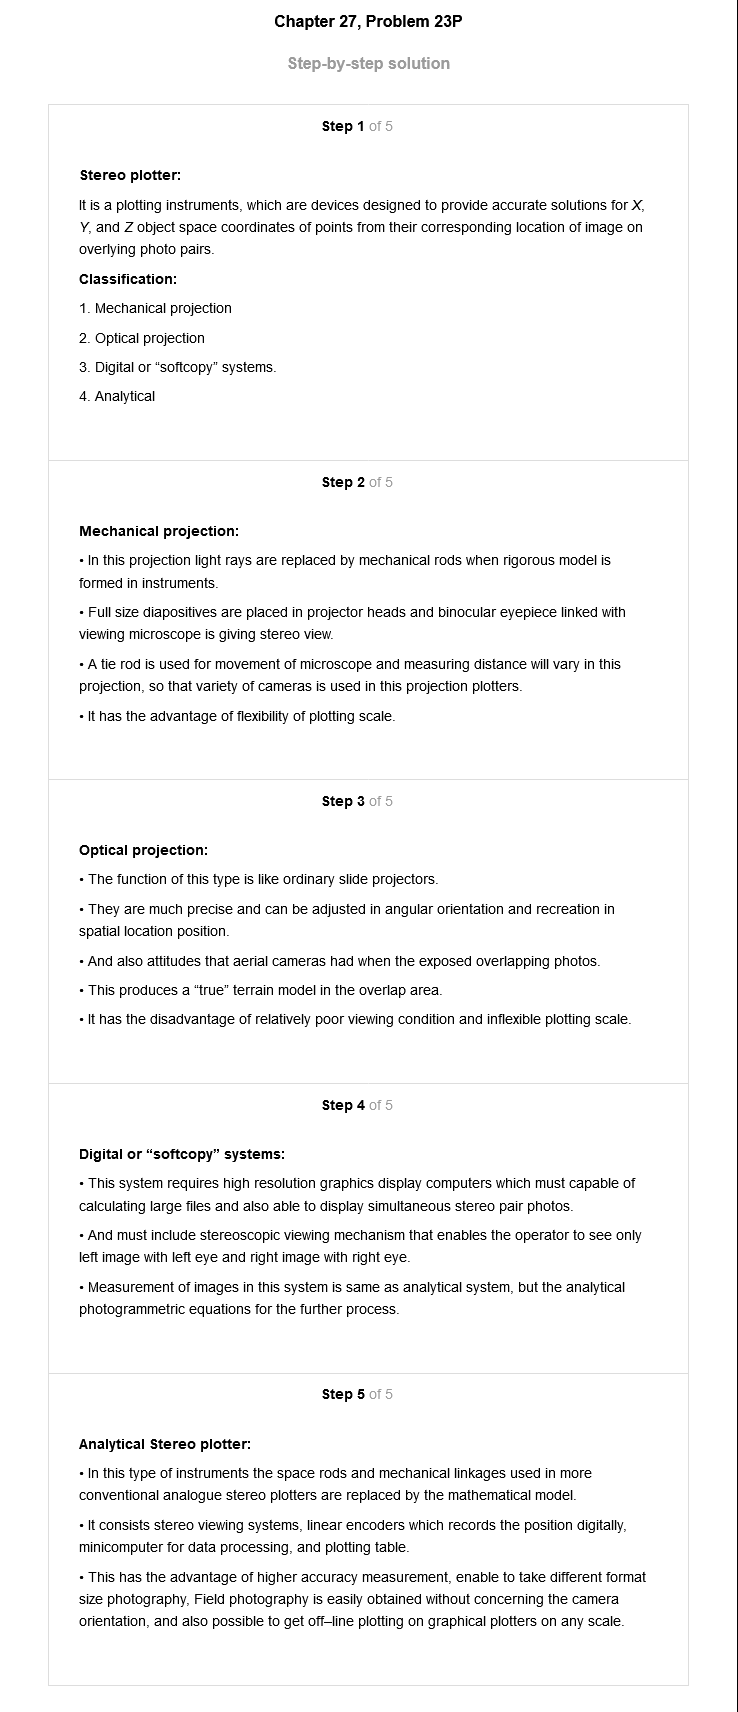 Chapter 27, Problem 23P
Step-by-step solution
Step 1 of 5
Stereo plotter:
It is a plotting instruments, which are devices designed to provide accurate solutions for X,
Y, and Z object space coordinates of points from their corresponding location of image on
overlying photo pairs.
Classification:
1. Mechanical projection
2. Optical projection
3. Digital or “softcopy” systems.
4. Analytical
Step 2 of 5
Mechanical projection:
• In this projection light rays are replaced by mechanical rods when rigorous model is
formed in instruments.
• Full size diapositives are placed in projector heads and binocular eyepiece linked with
viewing microscope is giving stereo view.
• A tie rod is used for movement of microscope and measuring distance will vary in this
projection, so that variety of cameras is used in this projection plotters.
• It has the advantage of flexibility of plotting scale.
Step 3 of 5
Optical projection:
• The function of this type is like ordinary slide projectors.
• They are much precise and can be adjusted in angular orientation and recreation in
spatial location position.
• And also attitudes that aerial cameras had when the exposed overlapping photos.
• This produces a “true” terrain model in the overlap area.
• It has the disadvantage of relatively poor viewing condition and inflexible plotting scale.
Step 4 of 5
Digital or “softcopy” systems:
• This system requires high resolution graphics display computers which must capable of
calculating large files and also able to display simultaneous stereo pair photos.
• And must include stereoscopic viewing mechanism that enables the operator to see only
left image with left eye and right image with right eye.
• Measurement of images in this system is same as analytical system, but the analytical
photogrammetric equations for the further process.
Step 5 of 5
Analytical Stereo plotter:
• In this type of instruments the space rods and mechanical linkages used in more
conventional analogue stereo plotters are replaced by the mathematical model.
• It consists stereo viewing systems, linear encoders which records the position digitally,
minicomputer for data processing, and plotting table.
• This has the advantage of higher accuracy measurement, enable to take different format
size photography, Field photography is easily obtained without concerning the camera
orientation, and also possible to get off–line plotting on graphical plotters on any scale.